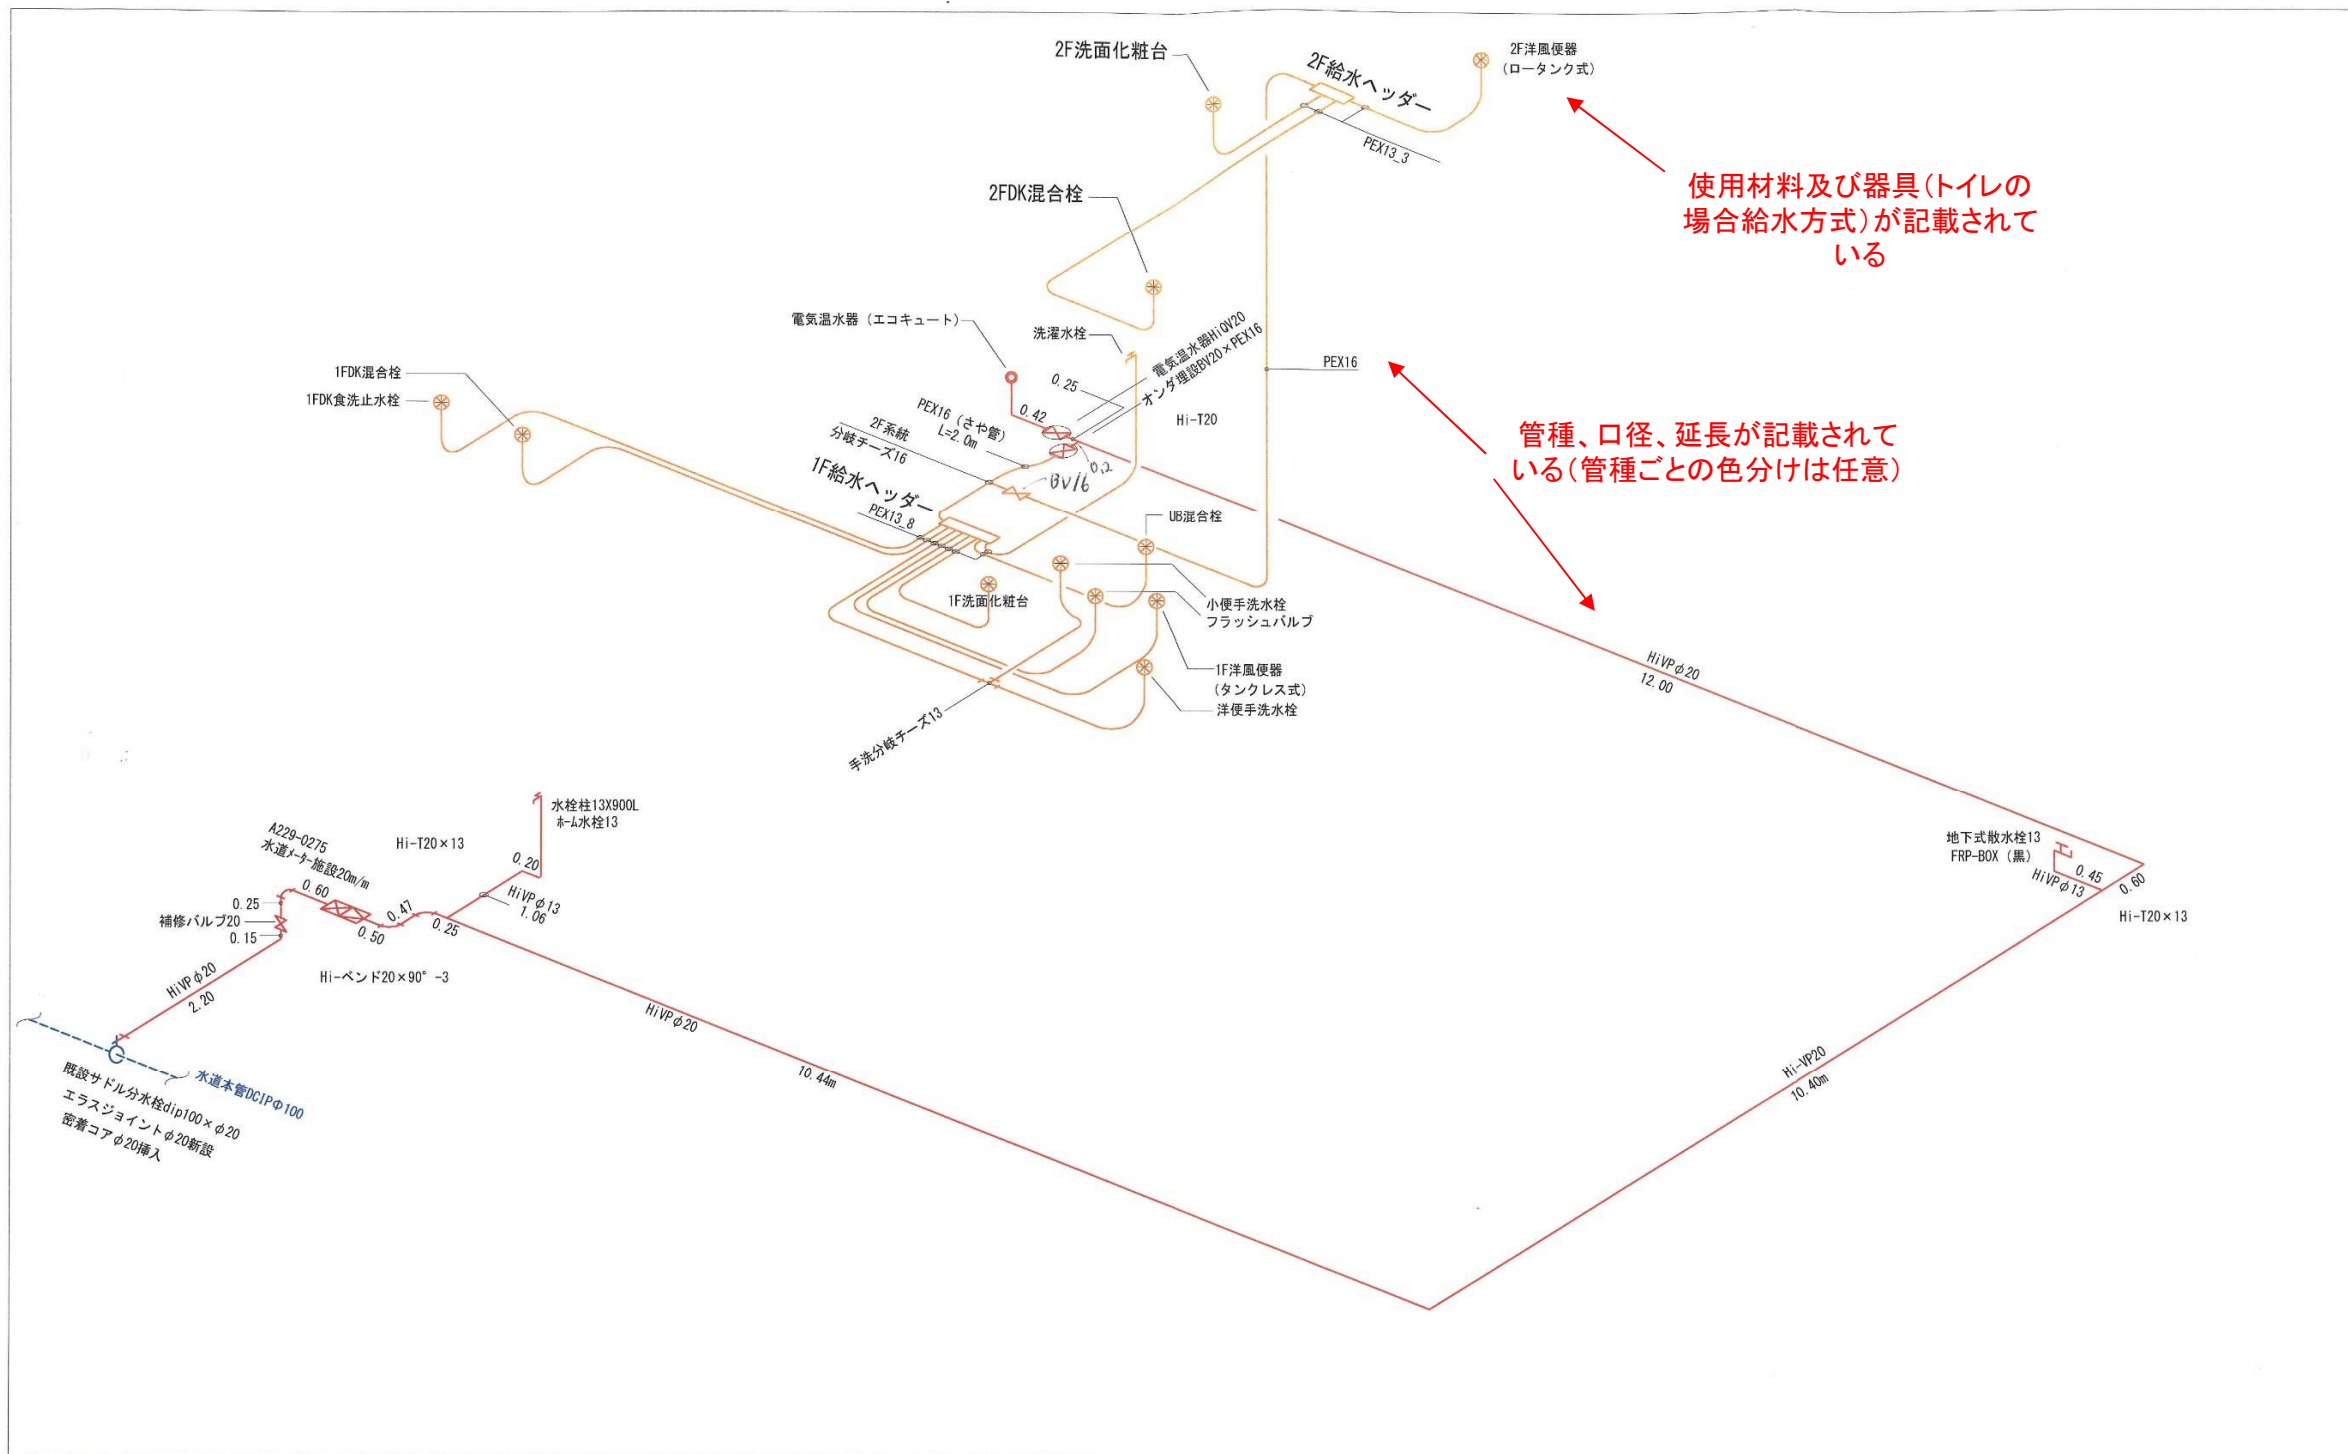 2F洗面化粧台
2F給水ヘッダー
2F洋風便器
(ロータンク式)
PEX13_3
使用材料及び器具(トイレの
場合給水方式)が記載されて
いる
2FDK混合栓
電気温水器(エコキュート)
洗濯水栓
電気温水器HiQV20
オンダ埋設BV20×PEX16
0.25
0.42
Hi-T20
PEX16
1FDK混合栓
1FDK食洗止水栓
PEX16(さや管)
L=2.0m
2F系統
分岐チーズ16
0.2
BV16
1F給水ヘッダー
PEX13_8
管種、口径、延長が記載されて
いる(管種ごとの色分けは任意)
UB混合栓
1F洗面化粧台
小便手洗水栓
フラッシュバルブ
1F洋風便器
(タンクレス式)
洋便手洗水栓
手洗分岐チーズ13
HiVPφ20
12.00
水栓柱13X900L
ホーム水栓13
A229-0275
水道メーター施設20m/m
Hi-T20×13
0.20
HiVPφ13
1.06
0.60
0.25
補修バルブ20
0.15
0.50
0.47
0.25
Hi-ベンド20×90°-3
HiVPφ20
2.20
HiVPφ20
10.44m
地下式散水栓13
FRP-BOX(黒)
HiVPφ13
0.45
0.60
Hi-T20×13
Hi-VP20
10.40m
水道本管DCIPΦ100
既設サドル分水栓dip100×φ20
エラスジョイントφ20新設
密着コアφ20挿入